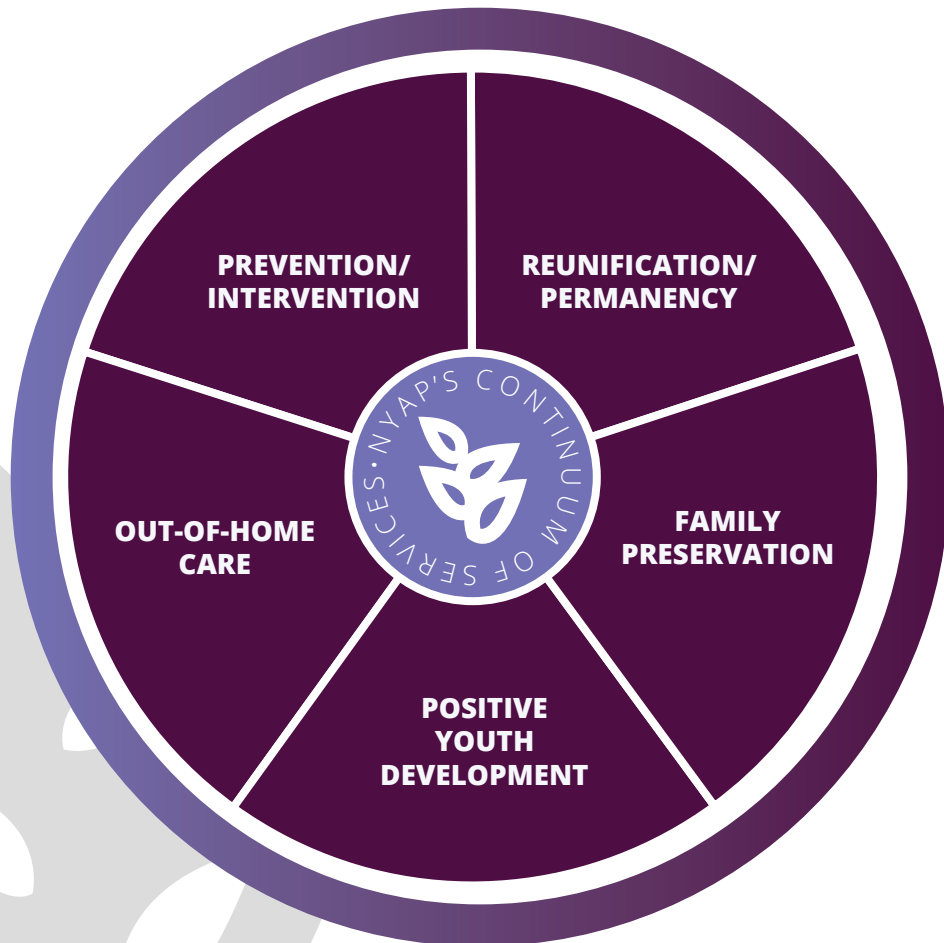 PREVENTION/
INTERVENTION
REUNIFICATION/
PERMANENCY
NYAP'S CONTINUUM OF SERVICES•
OUT-OF-HOME
CARE
FAMILY
PRESERVATION
POSITIVE
YOUTH
DEVELOPMENT